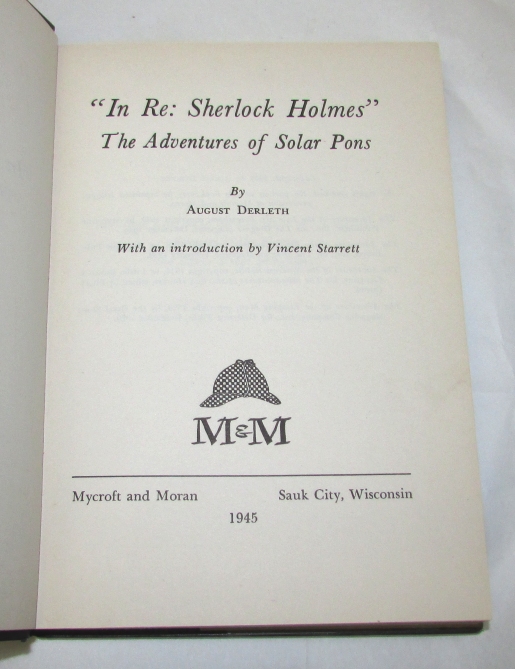 "In Re: Sherlock Holmes"
The Adventures of Solar Pons
By
AUGUST DERLETH
With an introduction by Vincent Starrett
M&M
Mycroft and Moran Sauk City, Wisconsin
1945